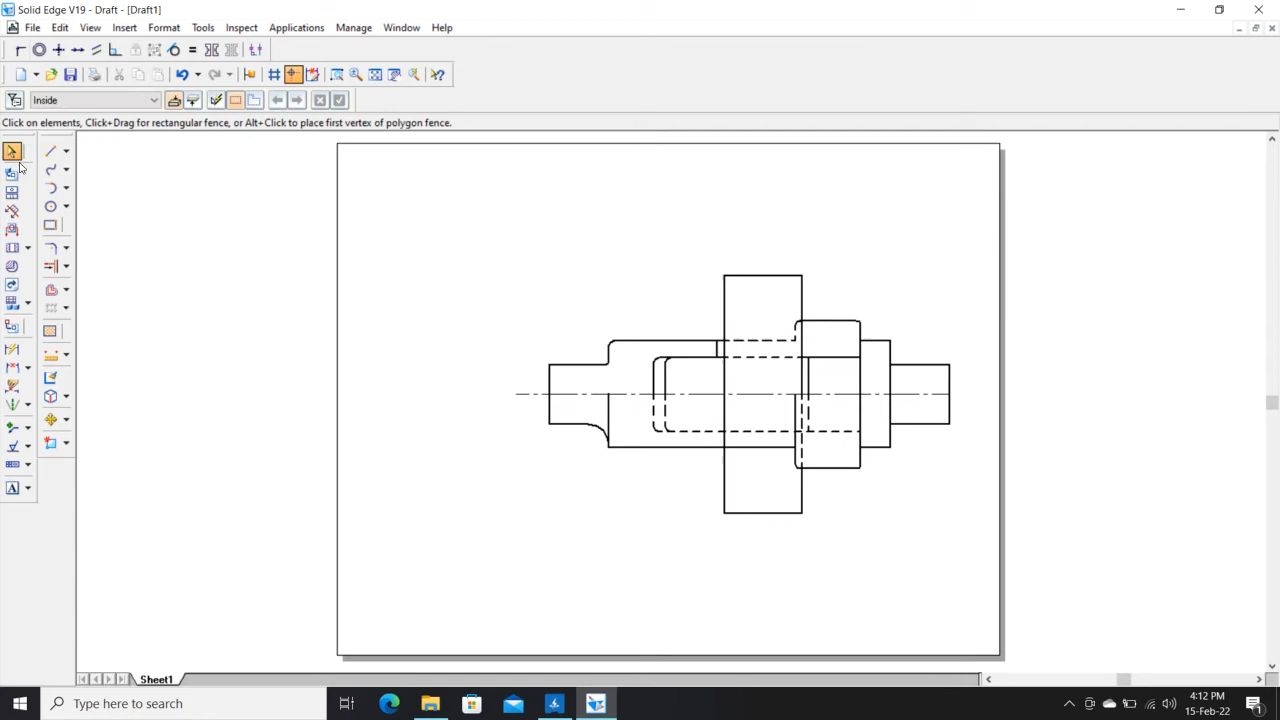 Solid Edge V19 - Draft - [Draft1]
File Edit View Insert Format Tools Inspect Applications Manage Window Help
Inside
Click on elements, Click+Drag for rectangular fence, or Alt+Click to place first vertex of polygon fence.
A
Sheet1
Type here to search
4:12 PM
15-Feb-22
1